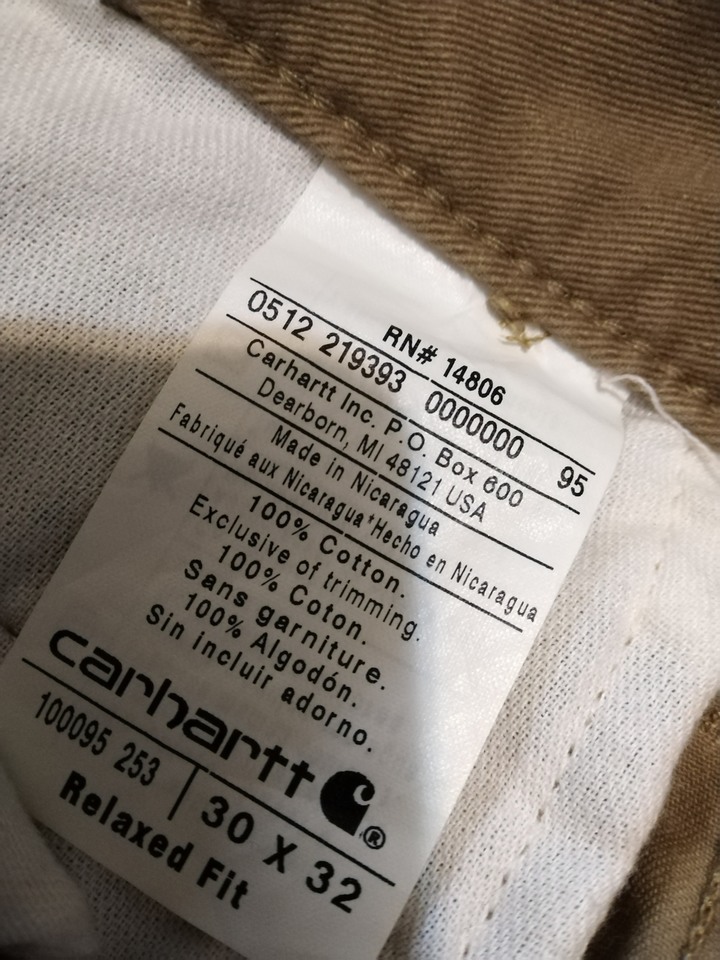 RN# 14806
0512 219393 0000000 95
Carhartt Inc. P.O. Box 600
Dearborn, MI 48121 USA
Made in Nicaragua
Fabriqué aux Nicaragua*Hecho en Nicaragua
100% Cotton.
Exclusive of trimming.
100% Coton.
Sans garniture.
100% Algodón.
Sin incluir adorno.
carhartt ®
100095 253 | 30 X 32
Relaxed Fit